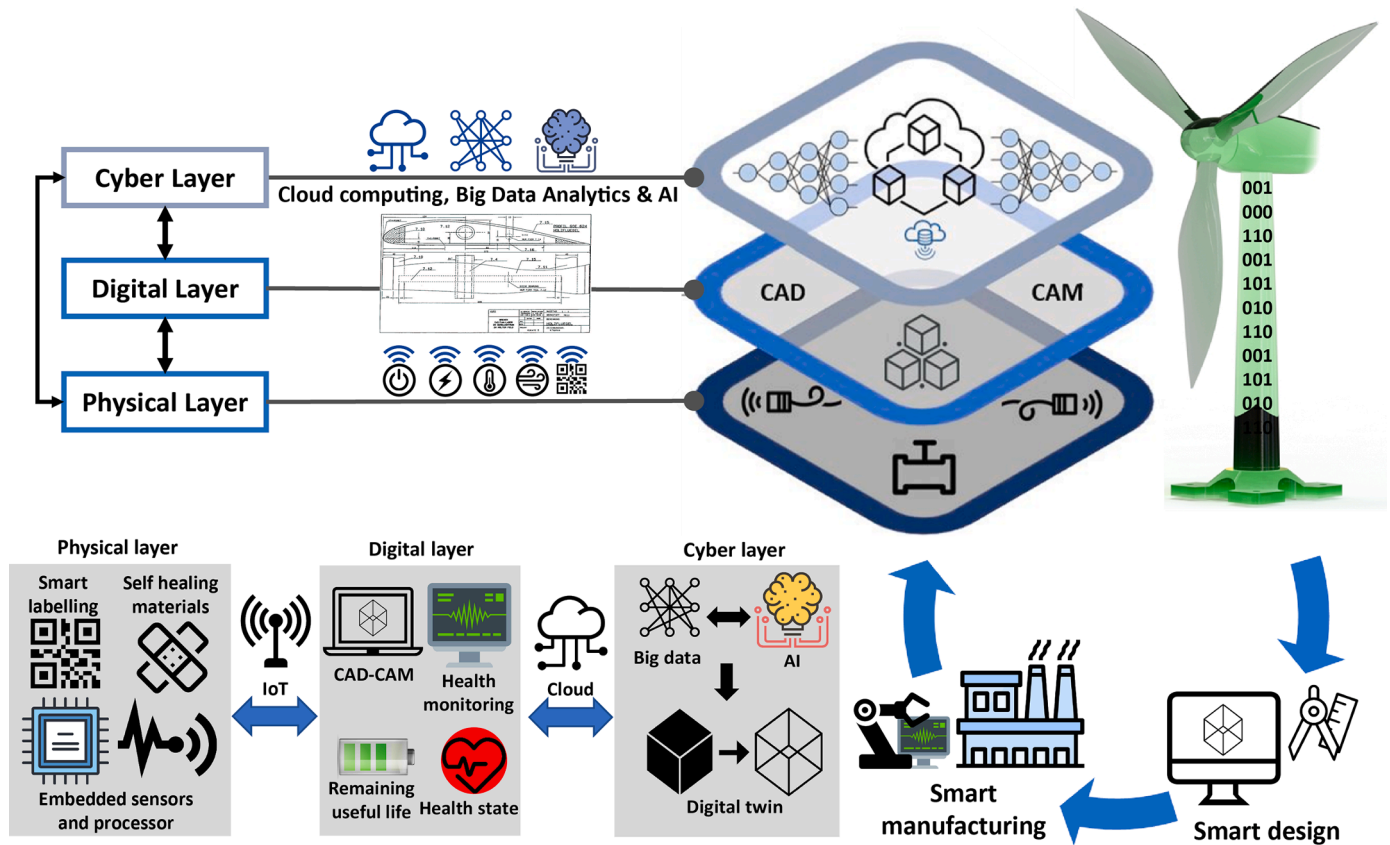 Cyber Layer
Cloud computing, Big Data Analytics & AI
Digital Layer
Physical Layer
CAD
CAM
001
000
110
001
101
010
110
001
101
010
110
Physical layer
Smart
labelling
Self healing
materials
Embedded sensors
and processor
IoT
Digital layer
CAD-CAM
Health
monitoring
Remaining
useful life
Health state
Cloud
Cyber layer
Big data
AI
Digital twin
Smart
manufacturing
Smart design